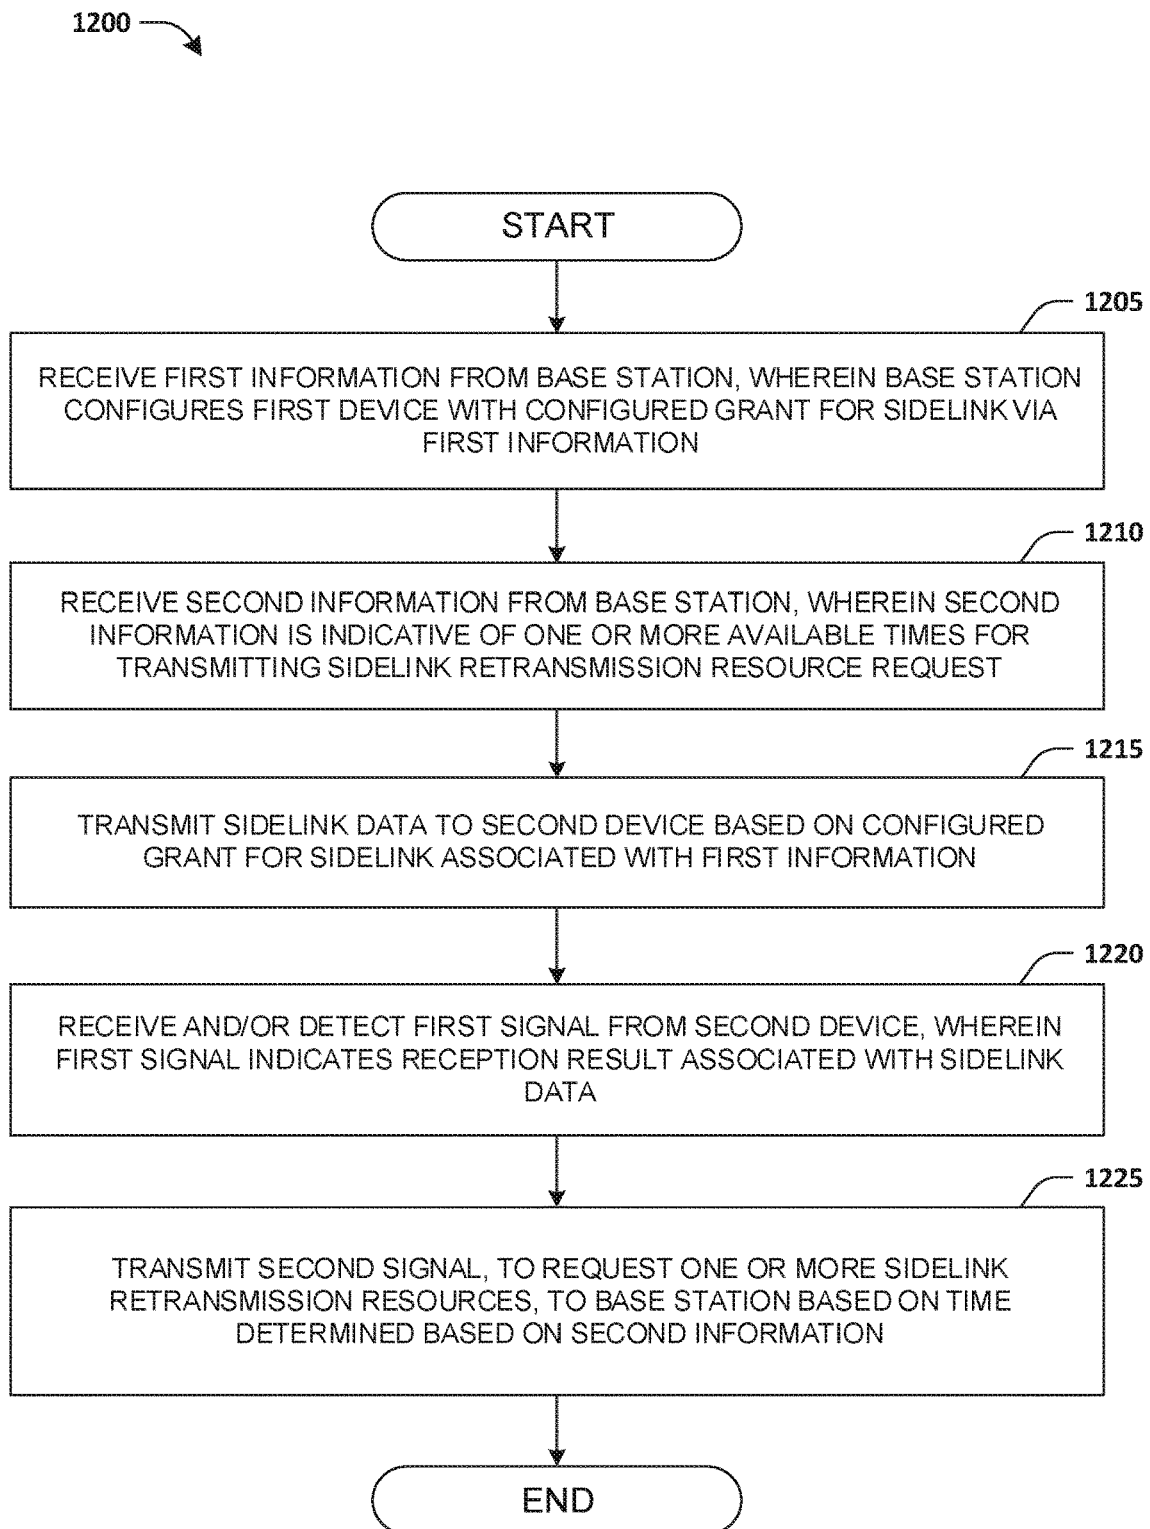 1200
START
1205
RECEIVE FIRST INFORMATION FROM BASE STATION, WHEREIN BASE STATION
CONFIGURES FIRST DEVICE WITH CONFIGURED GRANT FOR SIDELINK VIA
FIRST INFORMATION
1210
RECEIVE SECOND INFORMATION FROM BASE STATION, WHEREIN SECOND
INFORMATION IS INDICATIVE OF ONE OR MORE AVAILABLE TIMES FOR
TRANSMITTING SIDELINK RETRANSMISSION RESOURCE REQUEST
1215
TRANSMIT SIDELINK DATA TO SECOND DEVICE BASED ON CONFIGURED
GRANT FOR SIDELINK ASSOCIATED WITH FIRST INFORMATION
1220
RECEIVE AND/OR DETECT FIRST SIGNAL FROM SECOND DEVICE, WHEREIN
FIRST SIGNAL INDICATES RECEPTION RESULT ASSOCIATED WITH SIDELINK
DATA
1225
TRANSMIT SECOND SIGNAL, TO REQUEST ONE OR MORE SIDELINK
RETRANSMISSION RESOURCES, TO BASE STATION BASED ON TIME
DETERMINED BASED ON SECOND INFORMATION
END